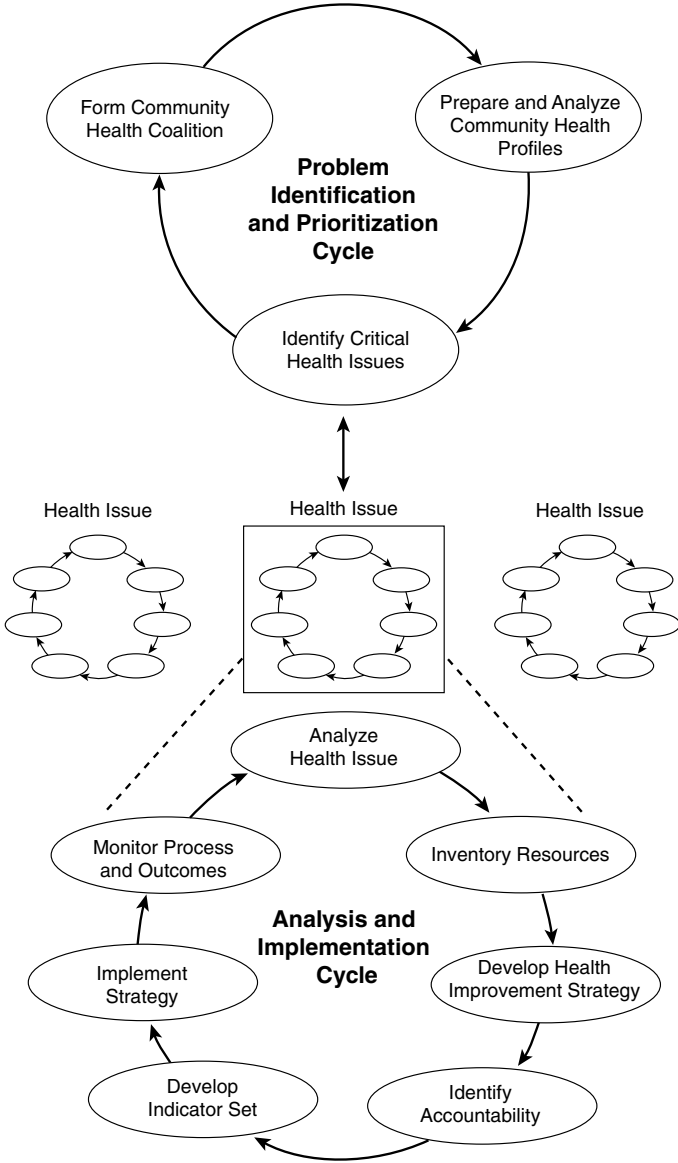 Form Community
Health Coalition
Prepare and Analyze
Community Health
Profiles
Problem
Identification
and Prioritization
Cycle
Identify Critical
Health Issues
Health Issue
Health Issue
Health Issue
Analyze
Health Issue
Monitor Process
and Outcomes
Inventory Resources
Analysis and
Implementation
Cycle
Implement
Strategy
Develop Health
Improvement Strategy
Develop
Indicator Set
Identify
Accountability